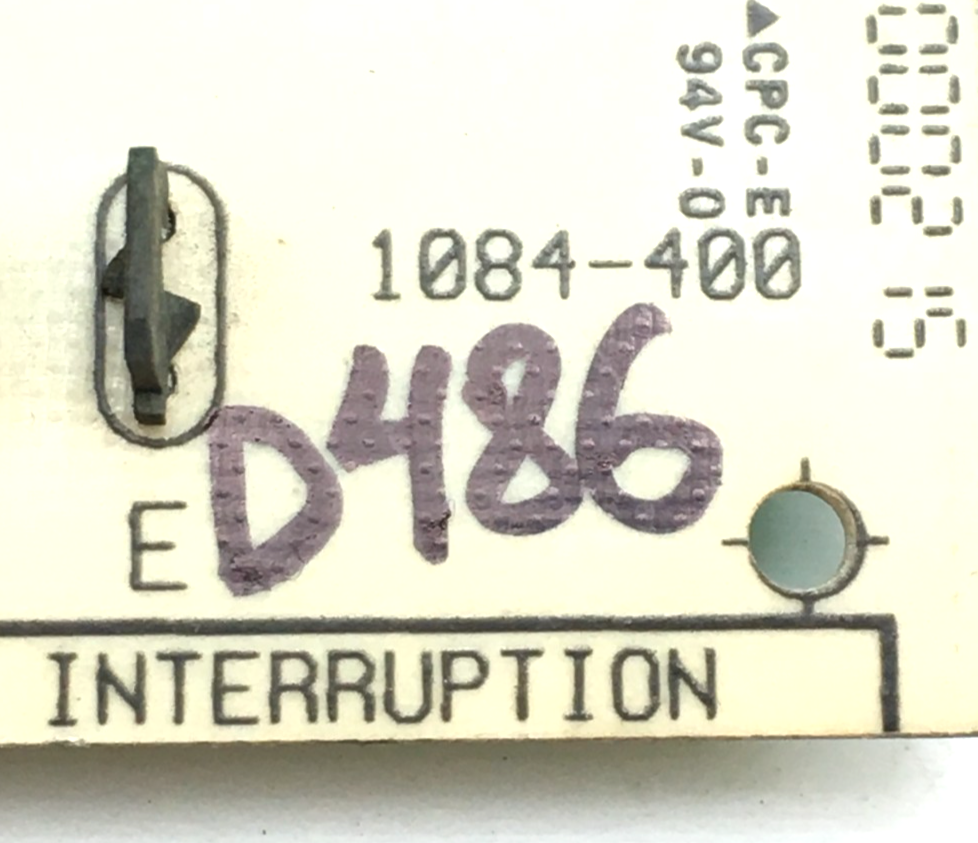 ▲CPC-E
94V-0
1084-400
D486
E
INTERRUPTION